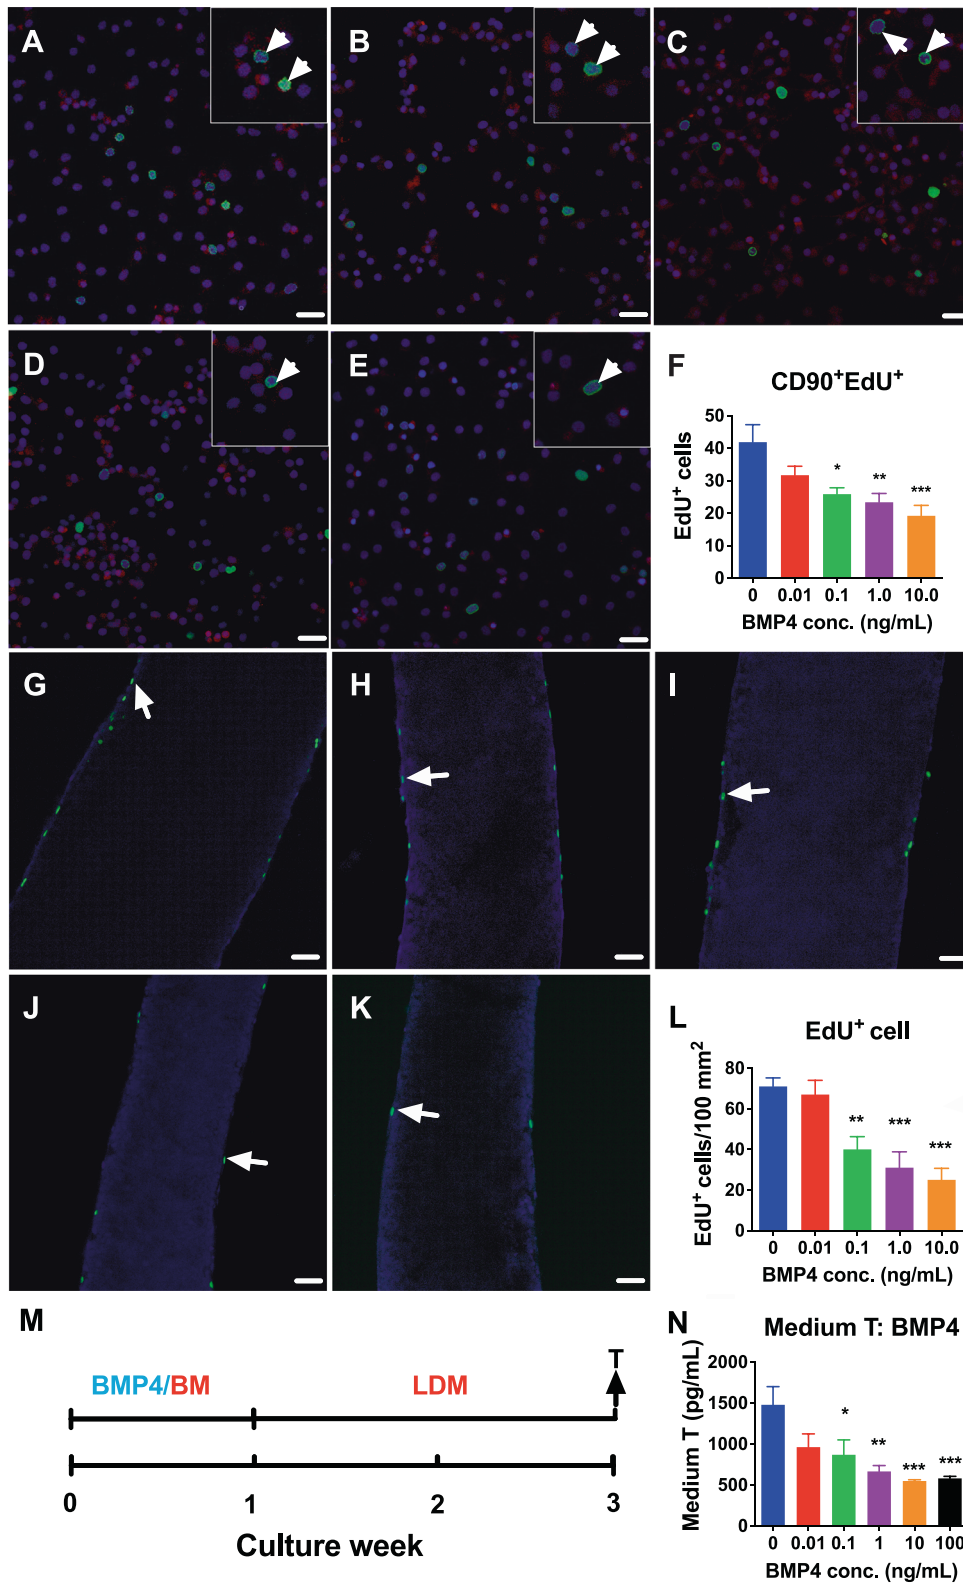 A
B
C
D
E
F
CD90+EdU+
EdU+ cells
50
40
30
20
10
0
*
**
***
0 0.01 0.1 1.0 10.0
BMP4 conc. (ng/mL)
G
H
I
J
K
L
EdU+ cell
EdU+ cells/100 mm2
80
60
40
20
0
**
***
***
0 0.01 0.1 1.0 10.0
BMP4 conc. (ng/mL)
M
T
BMP4/BM LDM
0 1 2 3
Culture week
N
Medium T: BMP4
Medium T (pg/mL)
2000
1500
1000
500
0
*
**
***
***
0 0.01 0.1 1 10 100
BMP4 conc. (ng/mL)